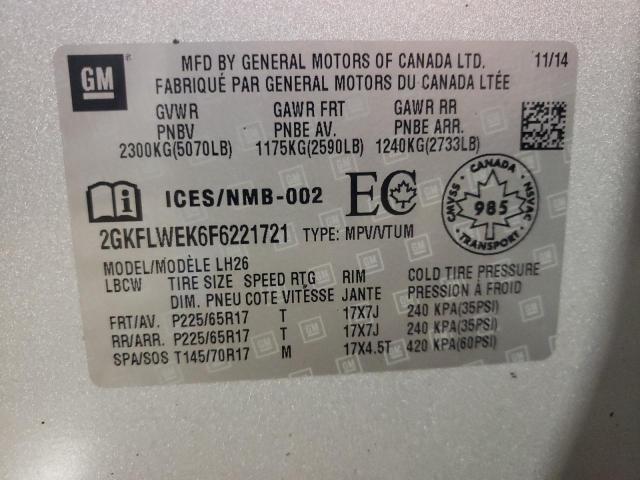 GM
MFD BY GENERAL MOTORS OF CANADA LTD. 11/14
FABRIQUÉ PAR GENERAL MOTORS DU CANADA LTÉE
GVWR GAWR FRT GAWR RR
PNBV PNBE AV. PNBE ARR.
2300KG(5070LB) 1175KG(2590LB) 1240KG(2733LB)
ICES/NMB-002 EC
CANADA
CMVSS 985 NSVAC
TRANSPORT
2GKFLWEK6F6221721 TYPE: MPV/VTUM
MODEL/MODÈLE LH26
LBCW TIRE SIZE SPEED RTG RIM COLD TIRE PRESSURE
DIM. PNEU COTE VITÉSSE JANTE PRESSION À FROID
FRT/AV. P225/65R17 T 17X7J 240 KPA(35PSI)
RR/ARR. P225/65R17 T 17X7J 240 KPA(35PSI)
SPA/SOS T145/70R17 M 17X4.5T 420 KPA(60PSI)